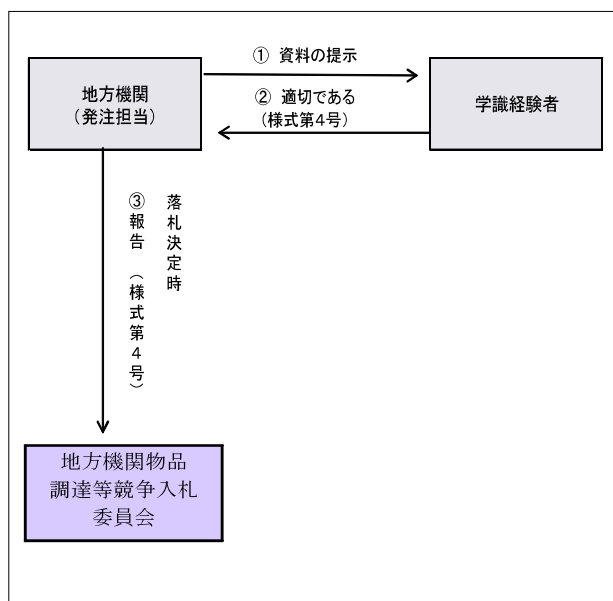 地方機関
（発注担当）
① 資料の提示
② 適切である
（様式第4号）
学識経験者
落札決定時
③報告（様式第４号）
地方機関物品
調達等競争入札
委員会